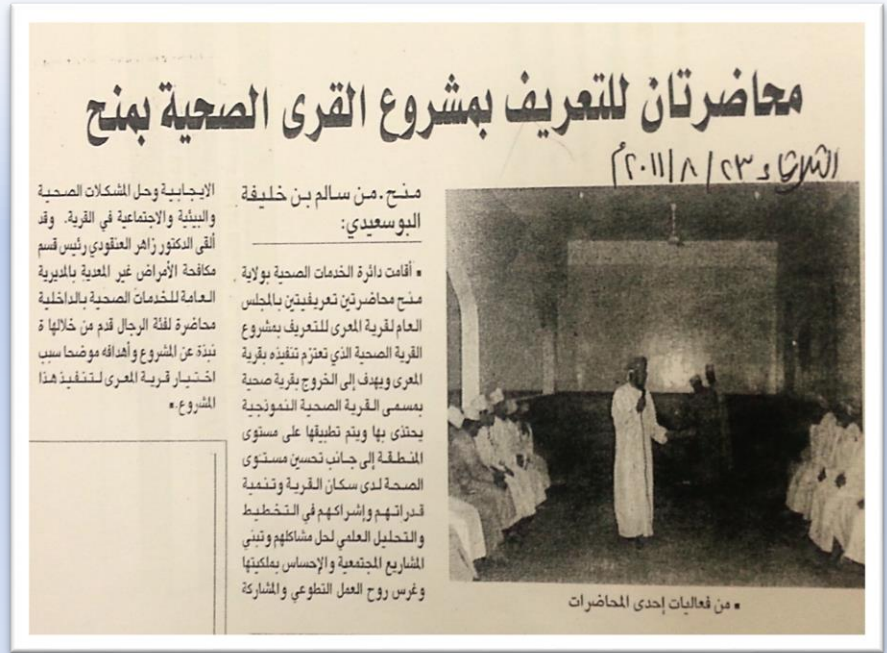 محاضرتان للتعريف بمشروع القرى الصحية بمنح
الثلاثاء ٢٣ / ٨ / ٢٠١١م
منح. من سالم بن خليفة
البوسعيدي:
▪ أقامت دائرة الخدمات الصحية بولاية
منح محاضرتين تعريفيتين بالمجلس
العام لقرية المعرى للتعريف بمشروع
القرية الصحية الذي تعتزم تنفيذه بقرية
المعرى ويهدف إلى الخروج بقرية صحية
بمسمى القرية الصحية النموذجية
يحتذى بها ويتم تطبيقها على مستوى
المنطقة إلى جانب تحسين مستوى
الصحة لدى سكان القرية وتنمية
قدراتهم وإشراكهم في التخطيط
والتحليل العلمي لحل مشاكلهم وتبني
المشاريع المجتمعية والإحساس بملكيتها
وغرس روح العمل التطوعي والمشاركة
الايجابية وحل المشكلات الصحية
والبيئية والاجتماعية في القرية. وقد
ألقى الدكتور زاهر العنقودي رئيس قسم
مكافحة الأمراض غير المعدية بالمديرية
العامة للخدمات الصحية بالداخلية
محاضرة لفئة الرجال قدم من خلالها ة
نبذة عن المشروع وأهدافه موضحا سبب
اختيار قرية المعرى لتنفيذ هذا
المشروع.▪
▪ من فعاليات إحدى المحاضرات